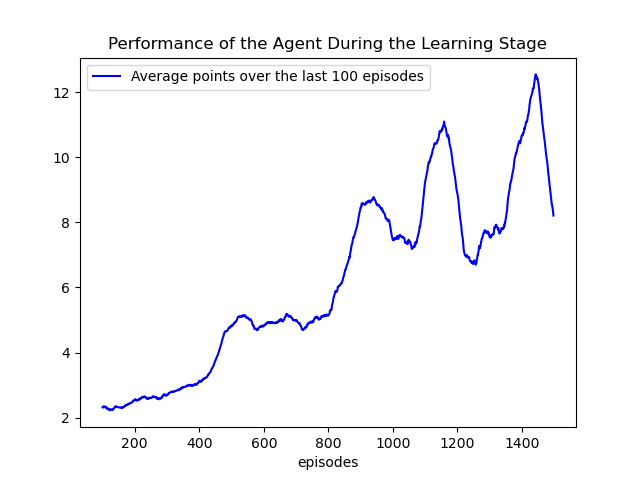 Performance of the Agent During the Learning Stage
Average points over the last 100 episodes
12
10
8
6
4
2
200 400 600 800 1000 1200 1400
episodes